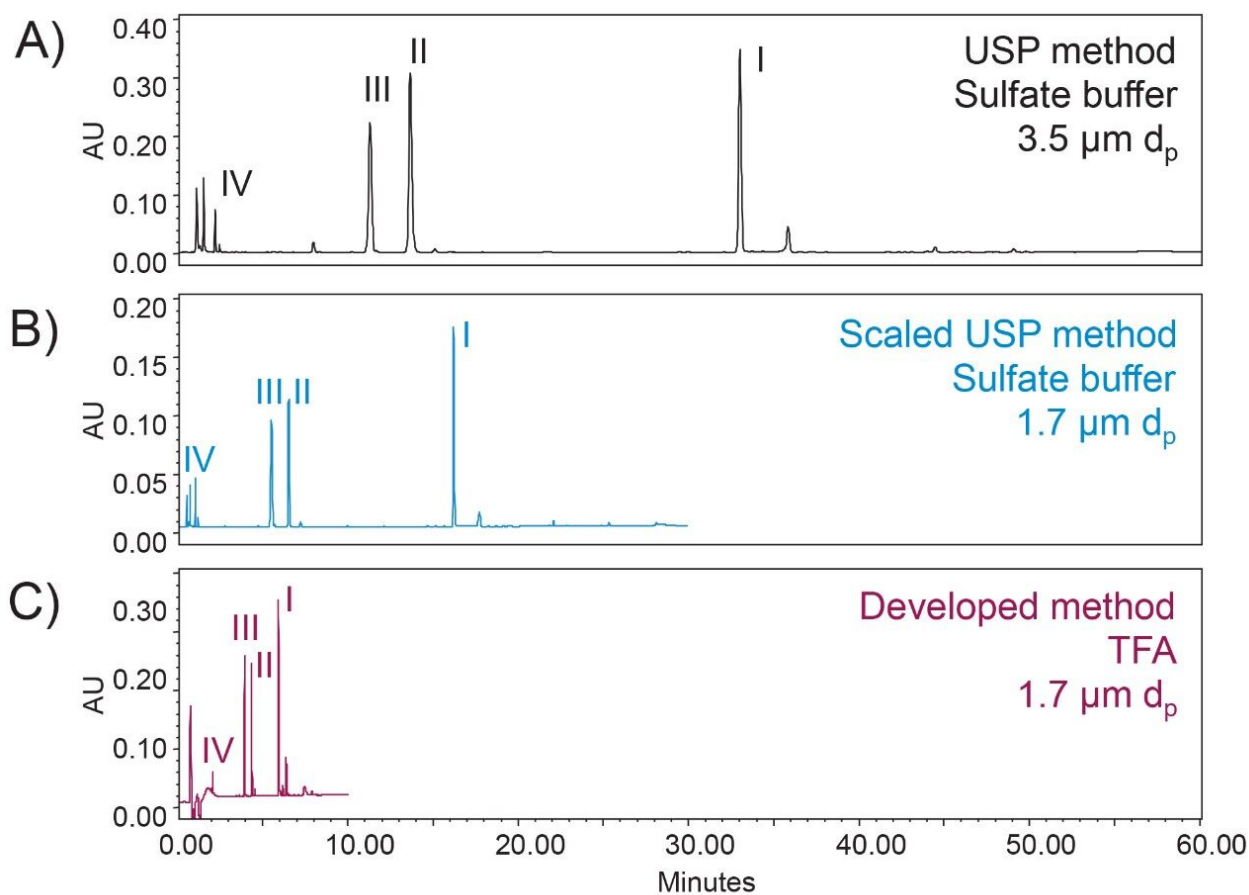 A)
0.40
0.30
0.20
0.10
0.00
AU
IV
III
II
I
USP method
Sulfate buffer
3.5 µm dp
B)
0.20
0.15
0.10
0.05
0.00
AU
IV
III
II
I
Scaled USP method
Sulfate buffer
1.7 µm dp
C)
0.30
0.20
0.10
0.00
AU
IV
III
II
I
Developed method
TFA
1.7 µm dp
0.00 10.00 20.00 30.00 40.00 50.00 60.00
Minutes